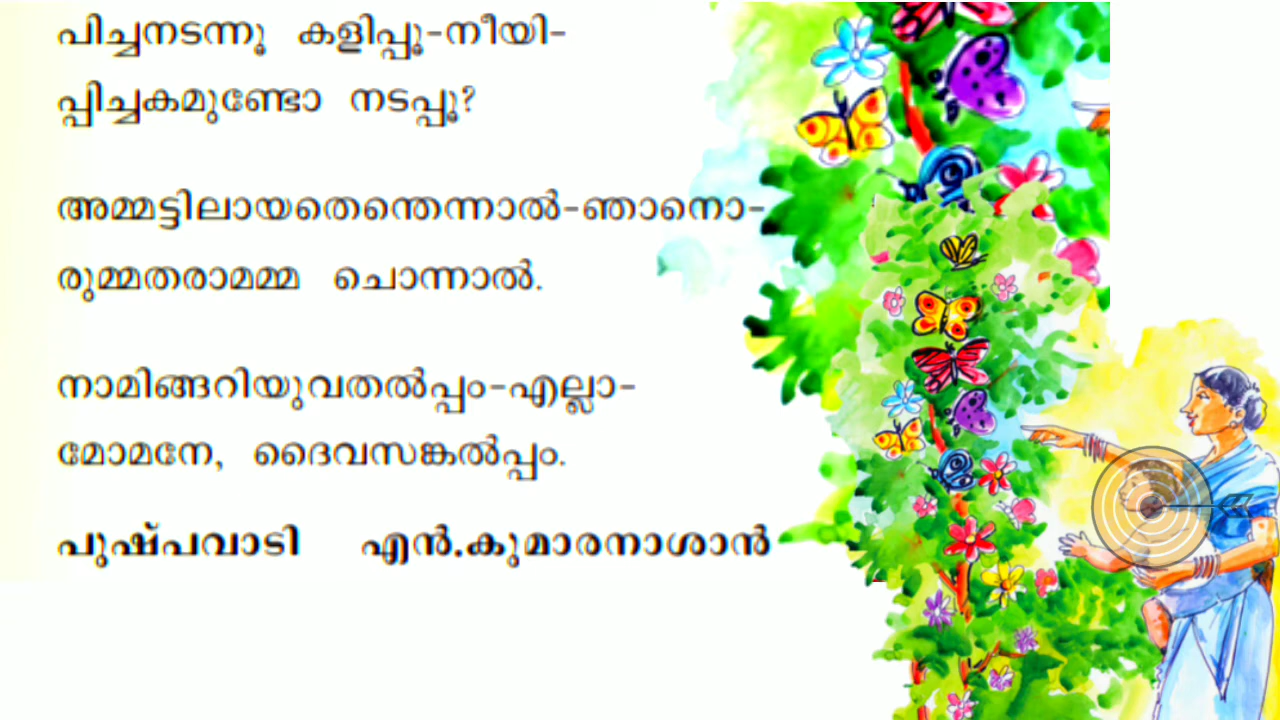 പിച്ചനടന്നൂ കളിപ്പൂ-നീയി-
പ്പിച്ചകമുണ്ടോ നടപ്പൂ?
അമ്മട്ടിലായതെന്തെന്നാൽ-ഞാനൊ-
രുമ്മതരാമമ്മ ചൊന്നാൽ.
നാമിങ്ങറിയുവതൽപ്പം-എല്ലാ-
മോമനേ, ദൈവസങ്കൽപ്പം.
പുഷ്പവാടി എൻ.കുമാരനാശാൻ